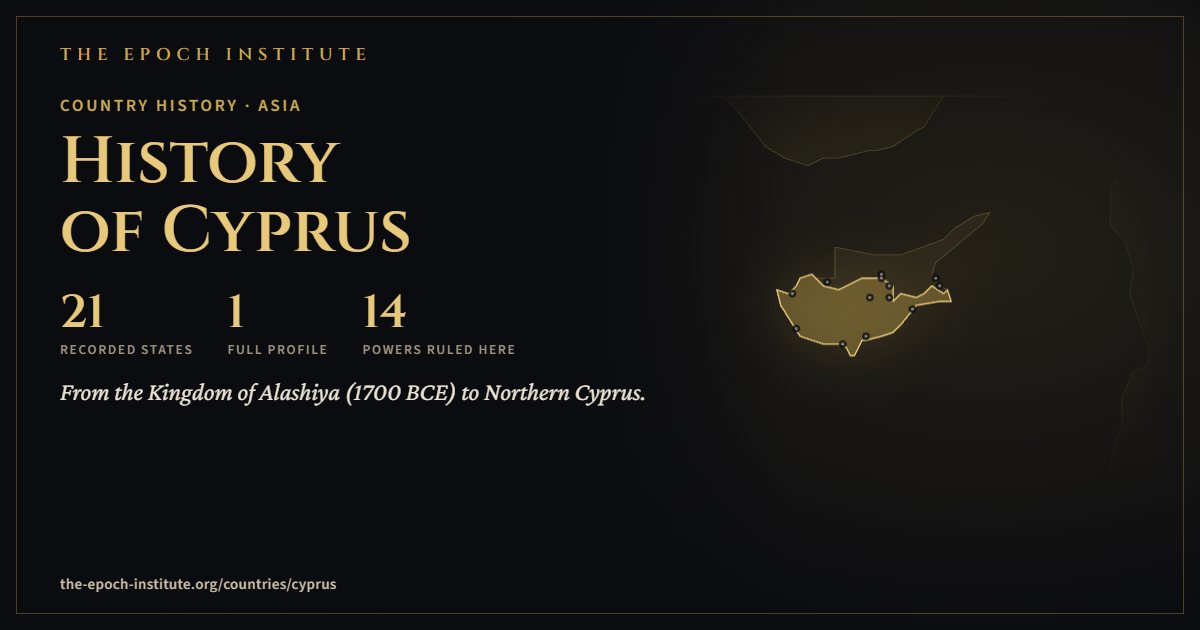 THE EPOCH INSTITUTE
COUNTRY HISTORY · ASIA
HISTORY
OF CYPRUS
21 1 14
RECORDED STATES FULL PROFILE POWERS RULED HERE
From the Kingdom of Alashiya (1700 BCE) to Northern Cyprus.
the-epoch-institute.org/countries/cyprus